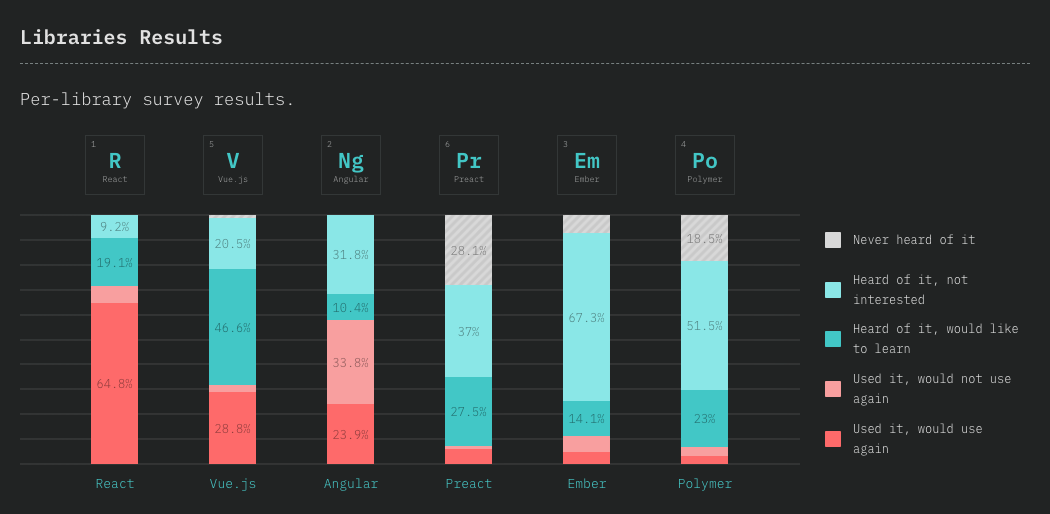 Libraries Results
Per-library survey results.
1
R
React
5
V
Vue.js
2
Ng
Angular
6
Pr
Preact
3
Em
Ember
4
Po
Polymer
9.2%
19.1%
64.8%
20.5%
46.6%
28.8%
31.8%
10.4%
33.8%
23.9%
28.1%
37%
27.5%
67.3%
14.1%
18.5%
51.5%
23%
React
Vue.js
Angular
Preact
Ember
Polymer
Never heard of it
Heard of it, not
interested
Heard of it, would like
to learn
Used it, would not use
again
Used it, would use
again